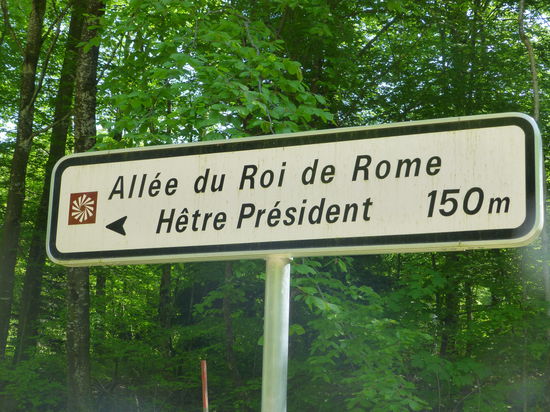 Allée du Roi de Rome
Hêtre Président 150m